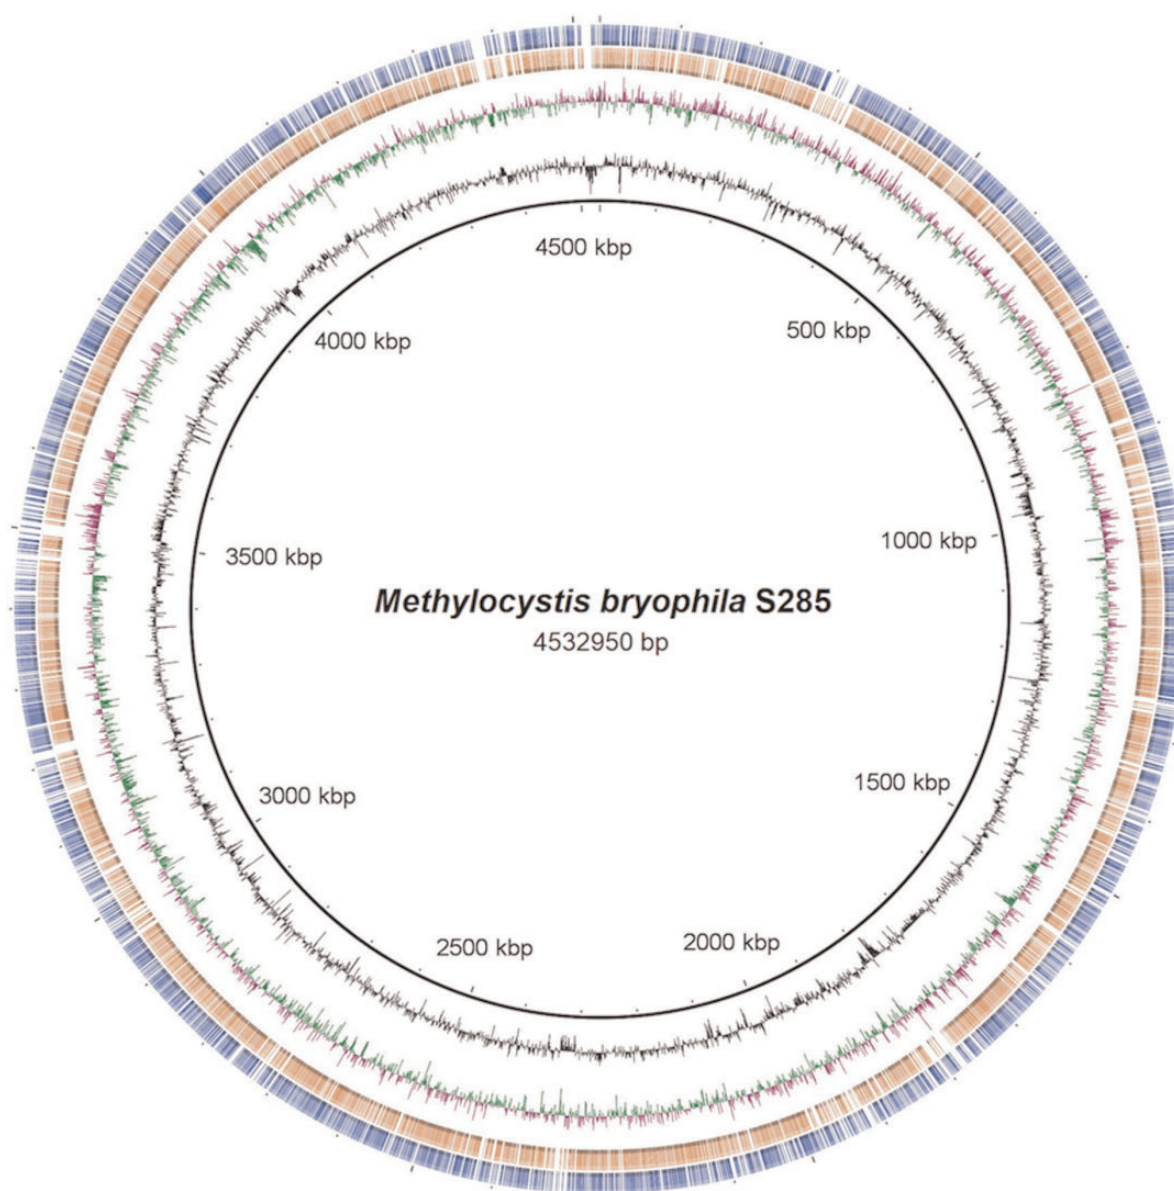 4500 kbp
500 kbp
4000 kbp
1000 kbp
3500 kbp
Methylocystis bryophila S285
4532950 bp
1500 kbp
3000 kbp
2000 kbp
2500 kbp